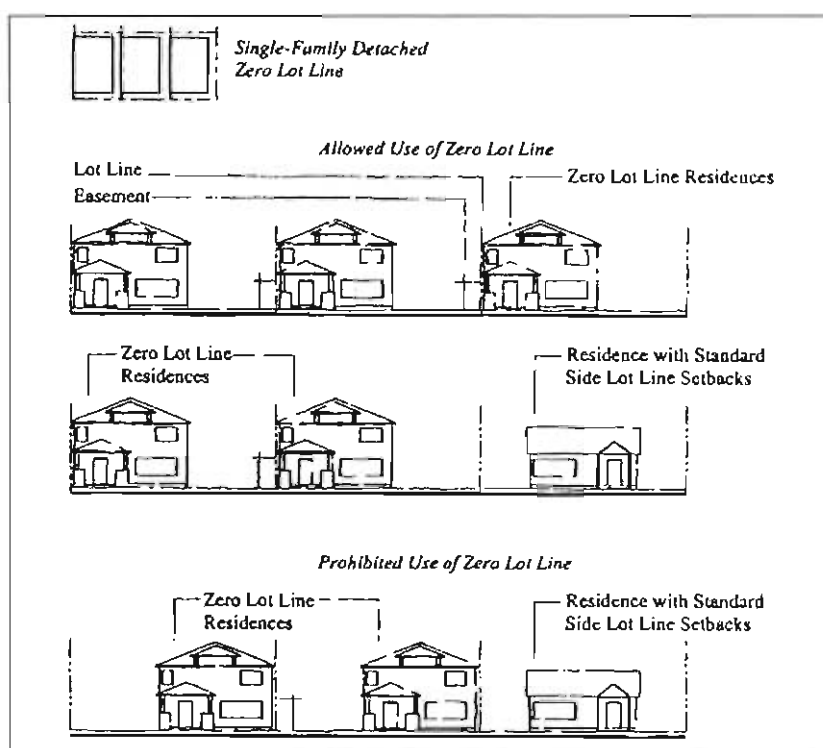 Single-Family Detached
Zero Lot Line
Allowed Use of Zero Lot Line
Lot Line
Zero Lot Line Residences
Easement
Zero Lot Line
Residences
Residence with Standard
Side Lot Line Setbacks
Prohibited Use of Zero Lot Line
Zero Lot Line
Residences
Residence with Standard
Side Lot Line Setbacks